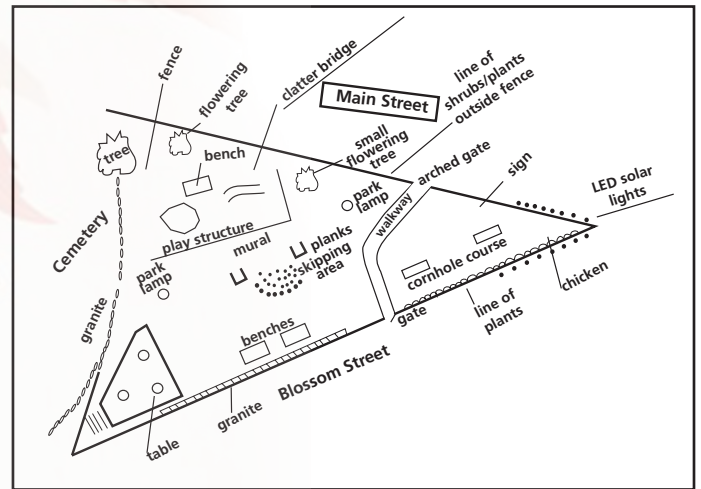 fence
flowering
tree
clatter bridge
Main Street
line of
shrubs/plants
outside fence
tree
bench
small
flowering
tree
arched gate
sign
LED solar
lights
park
lamp
walkway
play structure
mural
planks
skipping
area
Cemetery
park
lamp
cornhole course
chicken
granite
gate
line of
plants
benches
Blossom Street
granite
table